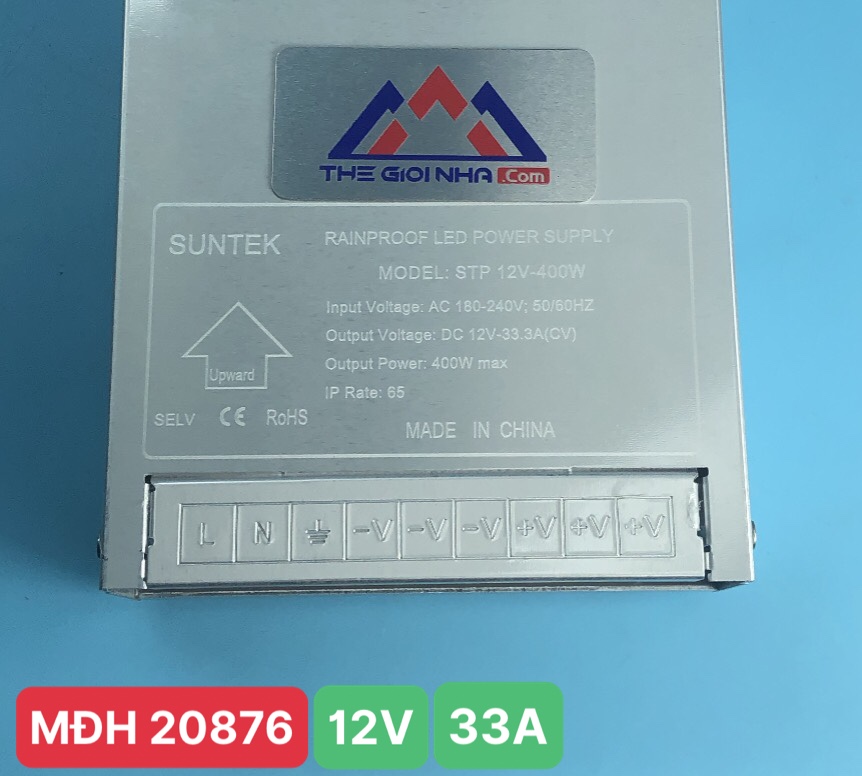 THE GIOI NHA .Com
SUNTEK
RAINPROOF LED POWER SUPPLY
MODEL: STP 12V-400W
Input Voltage: AC 180-240V; 50/60HZ
Output Voltage: DC 12V-33.3A(CV)
Output Power: 400W max
IP Rate: 65
Upward
SELV CE RoHS
MADE IN CHINA
L N ⏚ -V -V -V +V +V +V
MĐH 20876 12V 33A